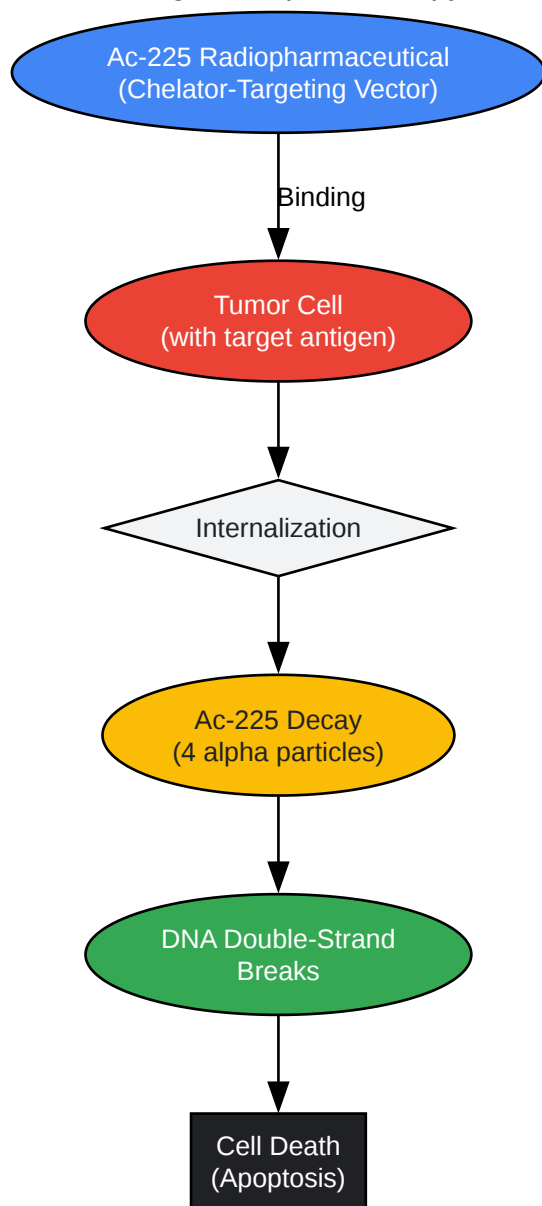 Ac-225 Radiopharmaceutical
(Chelator-Targeting Vector)
Binding
Tumor Cell
(with target antigen)
Internalization
Ac-225 Decay
(4 alpha particles)
DNA Double-Strand
Breaks
Cell Death
(Apoptosis)